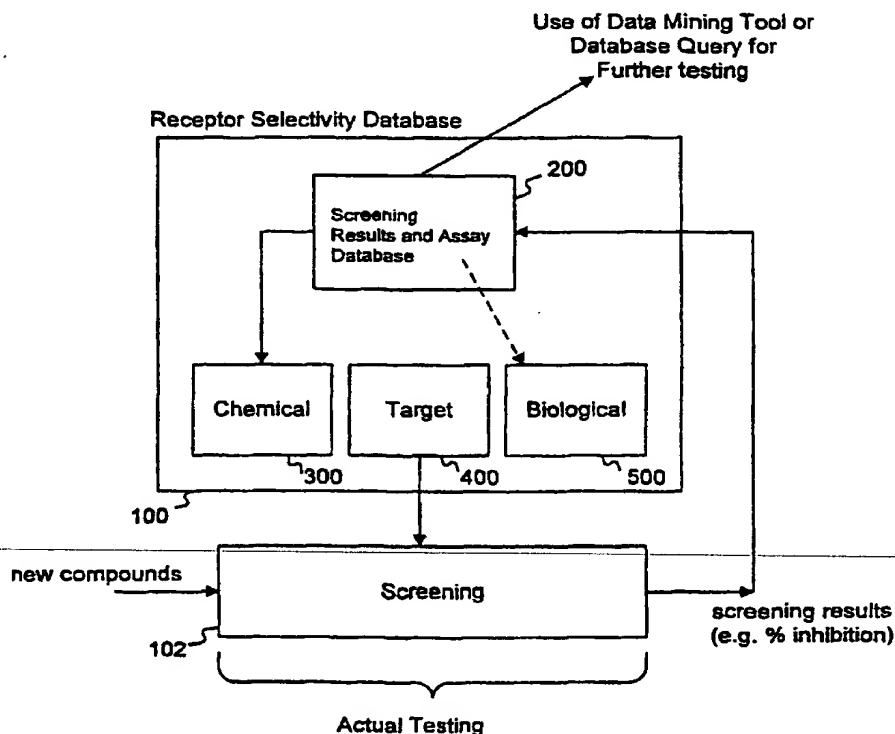 Use of Data Mining Tool or
Database Query for
Further testing
Receptor Selectivity Database
200
Screening
Results and Assay
Database
Chemical
Target
Biological
300
400
500
100
new compounds
Screening
screening results
(e.g. % inhibition)
102
Actual Testing